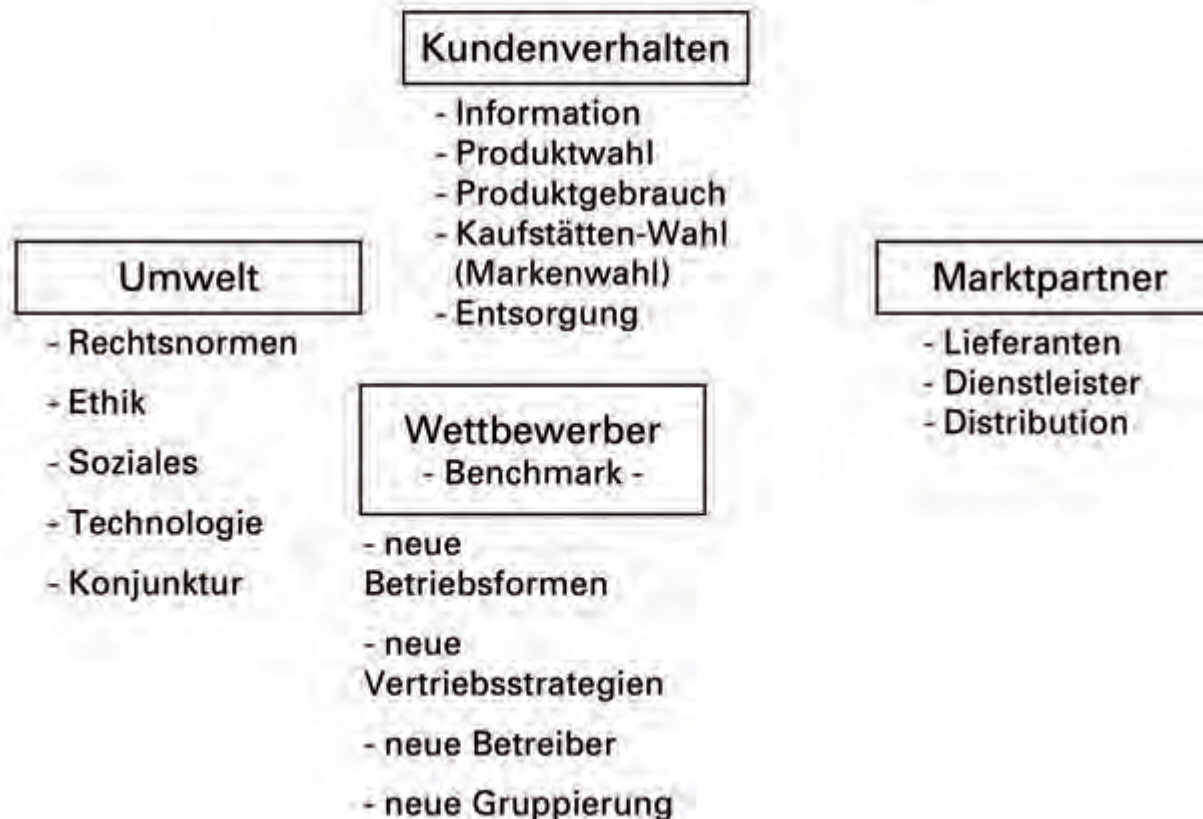 Kundenverhalten
- Information
- Produktwahl
- Produktgebrauch
- Kaufstätten-Wahl
(Markenwahl)
- Entsorgung
Umwelt
- Rechtsnormen
- Ethik
- Soziales
- Technologie
- Konjunktur
Wettbewerber
- Benchmark -
- neue
Betriebsformen
- neue
Vertriebsstrategien
- neue Betreiber
- neue Gruppierung
Marktpartner
- Lieferanten
- Dienstleister
- Distribution